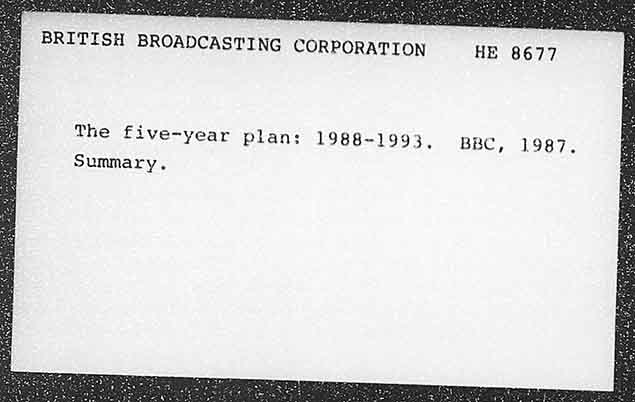 BRITISH BROADCASTING CORPORATION HE 8677
The five-year plan: 1988-1993. BBC, 1987.
Summary.